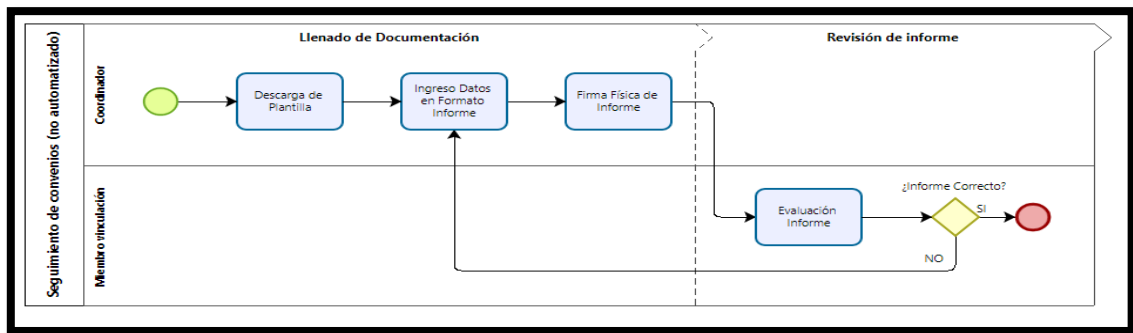 Seguimiento de convenios (no automatizado)
Llenado de Documentación
Revisión de informe
Coordinador
Descarga de
Plantilla
Ingreso Datos
en Formato
Informe
Firma Física de
Informe
Miembro vinculación
Evaluación
Informe
¿Informe Correcto?
SI
NO